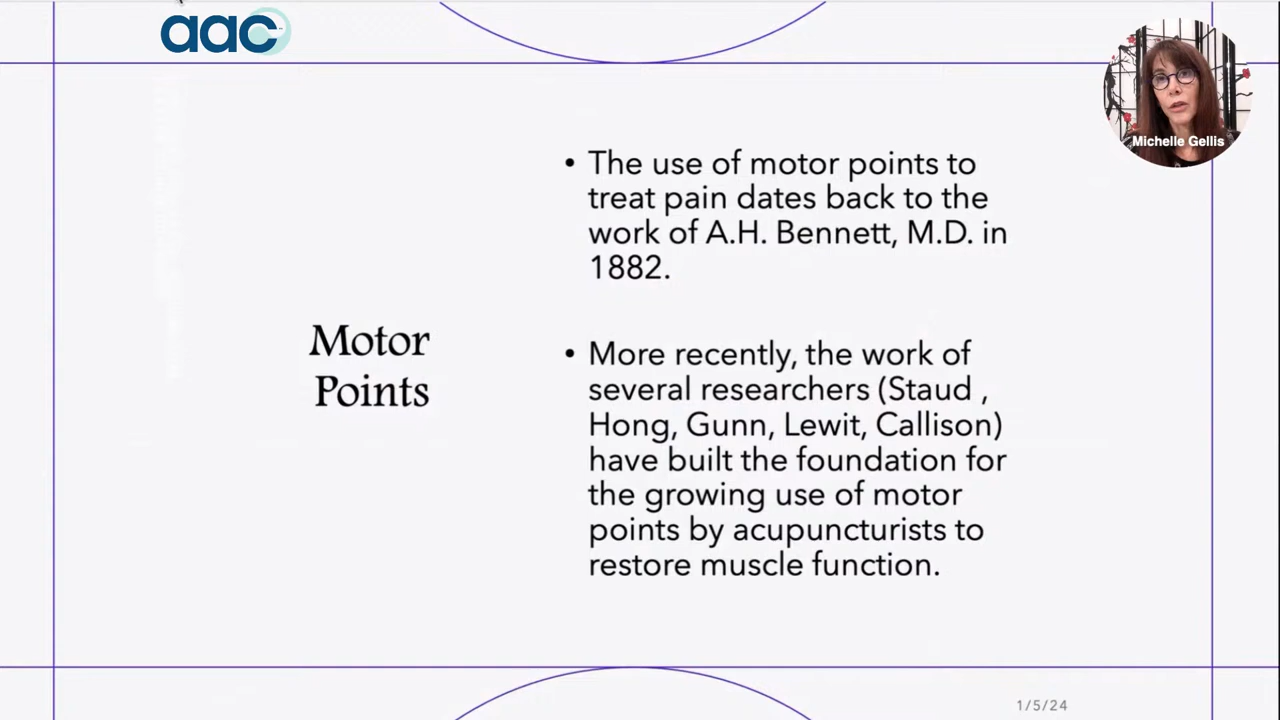 aac
Michelle Gellis
Motor
Points
• The use of motor points to
treat pain dates back to the
work of A.H. Bennett, M.D. in
1882.
• More recently, the work of
several researchers (Staud ,
Hong, Gunn, Lewit, Callison)
have built the foundation for
the growing use of motor
points by acupuncturists to
restore muscle function.
1/5/24